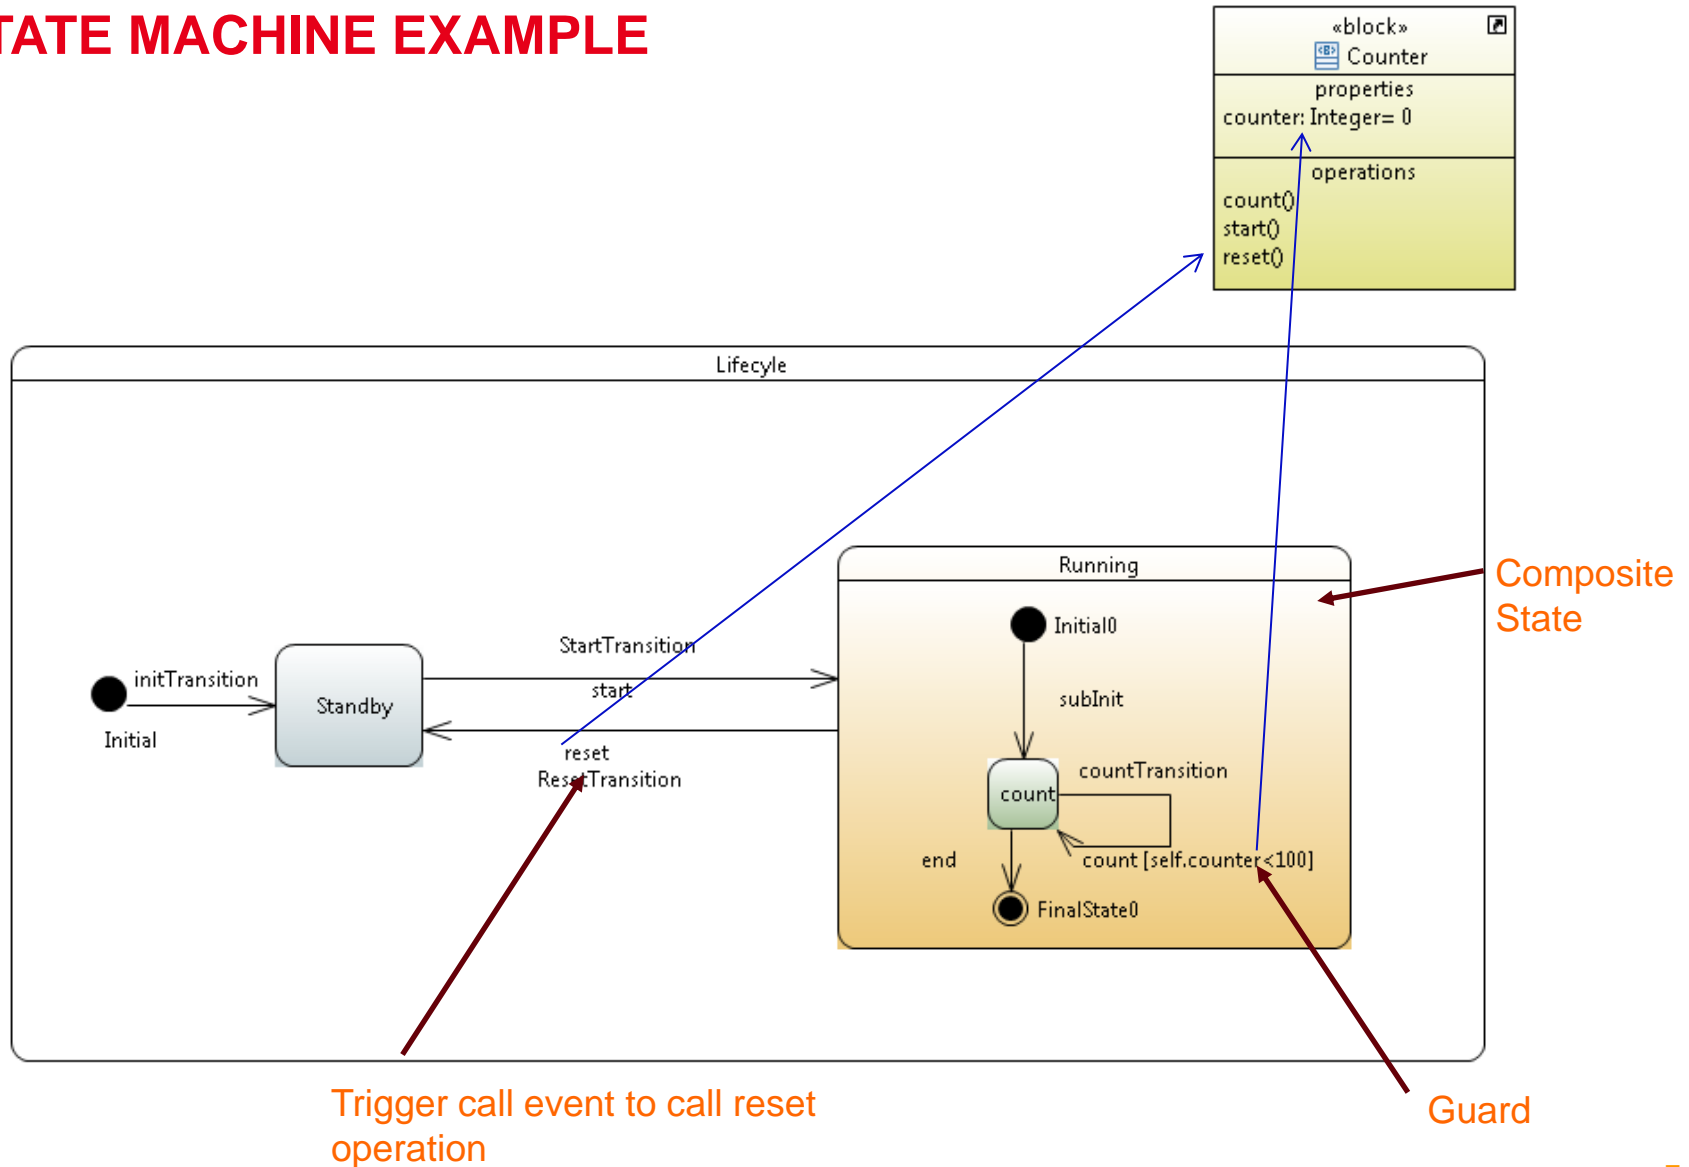 TATE MACHINE EXAMPLE
«block»
Counter
properties
counter: Integer= 0
operations
count()
start()
reset()
Lifecyle
Running
Composite
State
Initial0
StartTransition
initTransition
start
subInit
Standby
Initial
reset
ResetTransition
countTransition
count
end
count [self.counter<100]
FinalState0
Trigger call event to call reset
operation
Guard